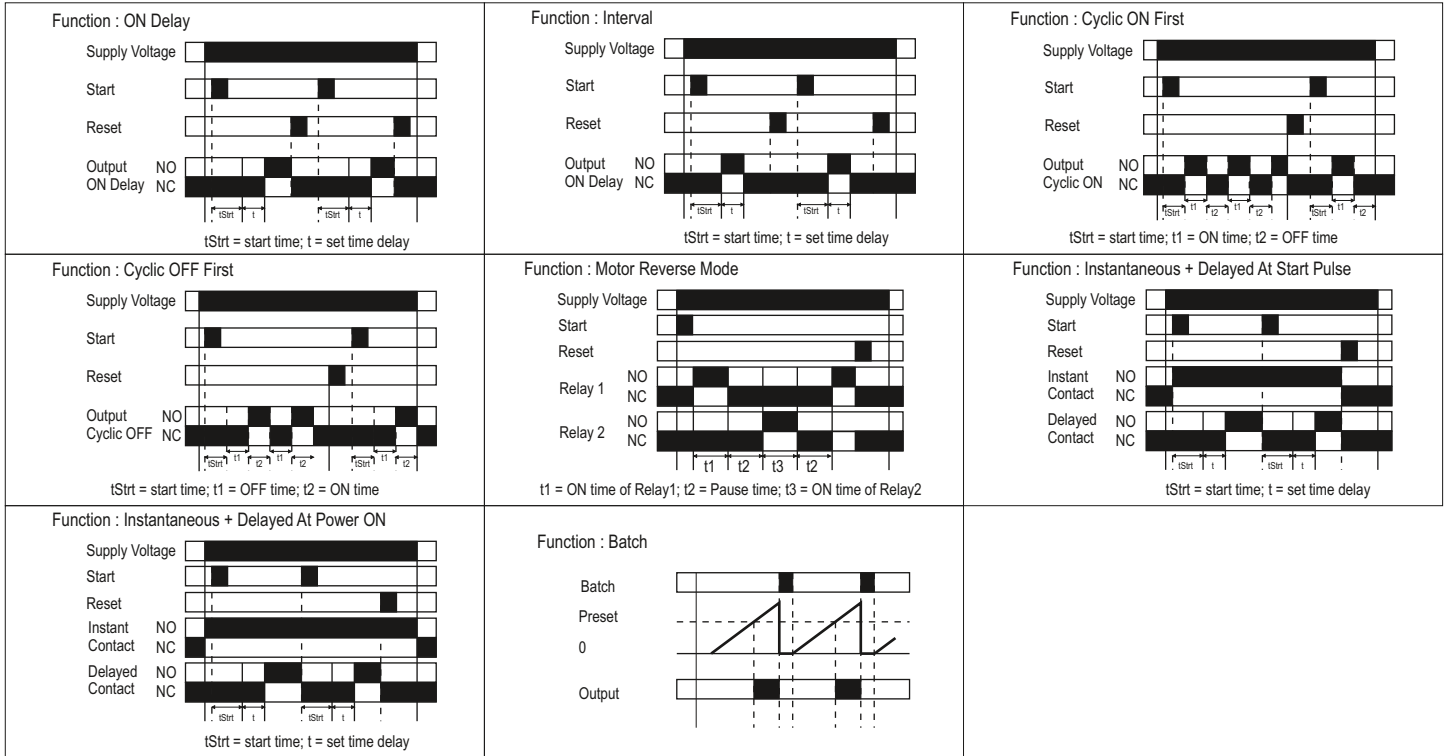 Function : ON Delay
Supply Voltage
Start
Reset
Output NO
ON Delay NC
tStrt t tStrt t
tStrt = start time; t = set time delay
Function : Interval
Supply Voltage
Start
Reset
Output NO
ON Delay NC
tStrt t tStrt t
tStrt = start time; t = set time delay
Function : Cyclic ON First
Supply Voltage
Start
Reset
Output NO
Cyclic ON NC
tStrt t1 t2 t1 t2 tStrt t1 t2
tStrt = start time; t1 = ON time; t2 = OFF time
Function : Cyclic OFF First
Supply Voltage
Start
Reset
Output NO
Cyclic OFF NC
tStrt t1 t2 t1 t2 tStrt t1 t2
tStrt = start time; t1 = OFF time; t2 = ON time
Function : Motor Reverse Mode
Supply Voltage
Start
Reset
NO
Relay 1
NC
NO
Relay 2
NC
t1 t2 t3 t2
t1 = ON time of Relay1; t2 = Pause time; t3 = ON time of Relay2
Function : Instantaneous + Delayed At Start Pulse
Supply Voltage
Start
Reset
Instant NO
Contact NC
Delayed NO
Contact NC
tStrt t tStrt t
tStrt = start time; t = set time delay
Function : Instantaneous + Delayed At Power ON
Supply Voltage
Start
Reset
Instant NO
Contact NC
Delayed NO
Contact NC
tStrt t tStrt t
tStrt = start time; t = set time delay
Function : Batch
Batch
Preset
0
Output